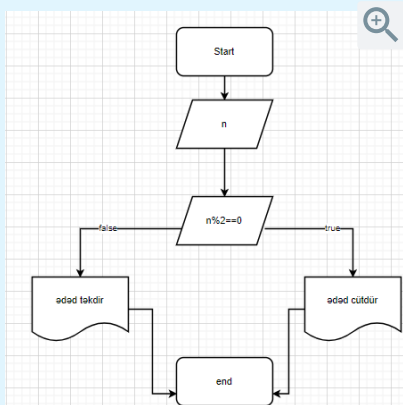 Start
n
n%2==0
false
true
ədəd təkdir
ədəd cütdür
end